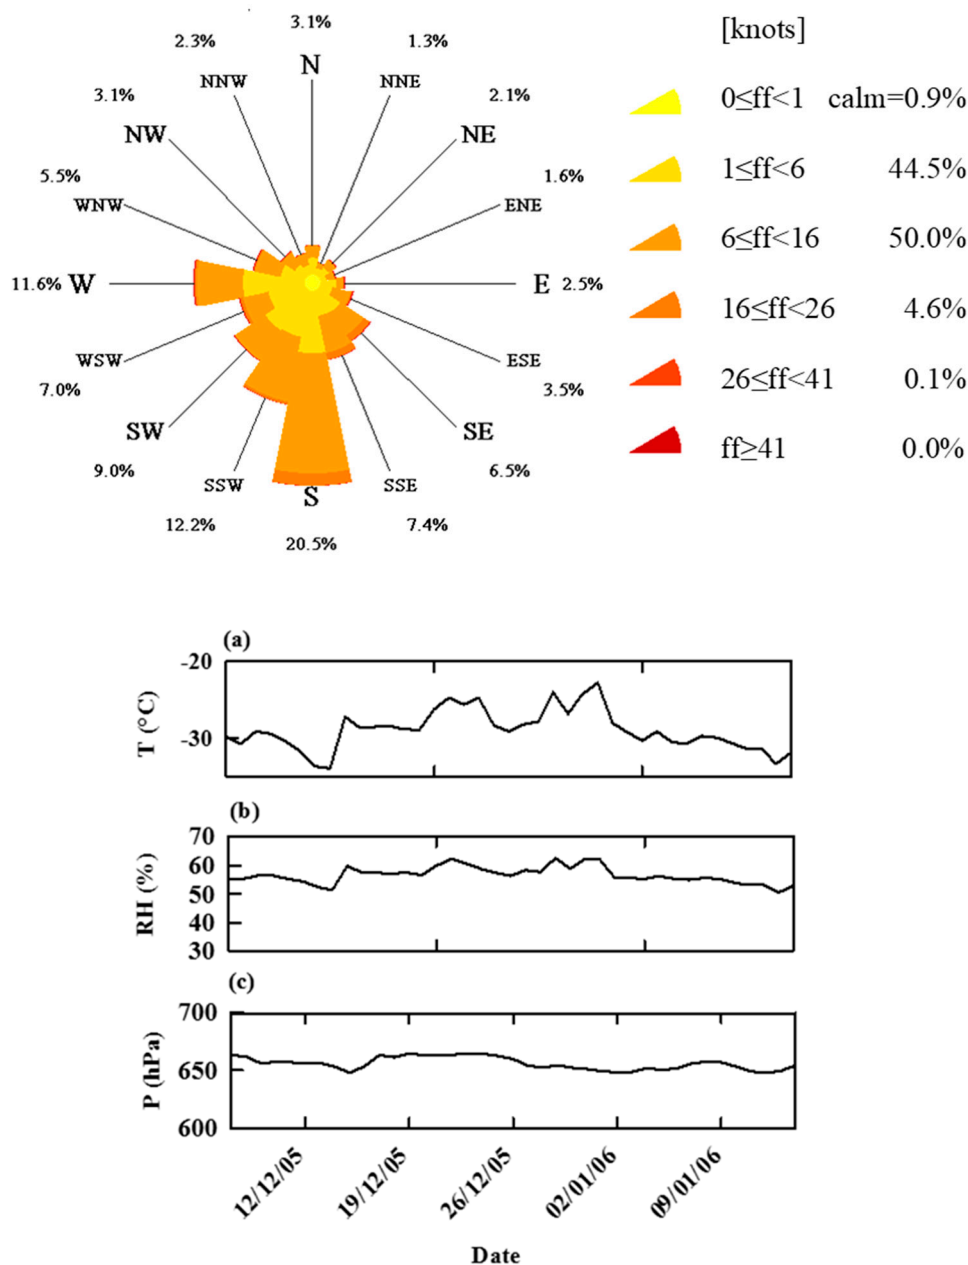 3.1%
2.3%
1.3%
[knots]
N
NNW
NNE
3.1%
2.1%
0≤ff<1 calm=0.9%
NW
NE
5.5%
1.6%
1≤ff<6 44.5%
WNW
ENE
6≤ff<16 50.0%
11.6% W
E 2.5%
16≤ff<26 4.6%
WSW
ESE
7.0%
3.5%
26≤ff<41 0.1%
SW
SE
ff≥41 0.0%
9.0%
6.5%
SSW
S
SSE
12.2%
7.4%
20.5%
(a)
-20
-30
T (°C)
(b)
70
60
50
40
30
RH (%)
(c)
700
650
600
P (hPa)
12/12/05
19/12/05
26/12/05
02/01/06
09/01/06
Date